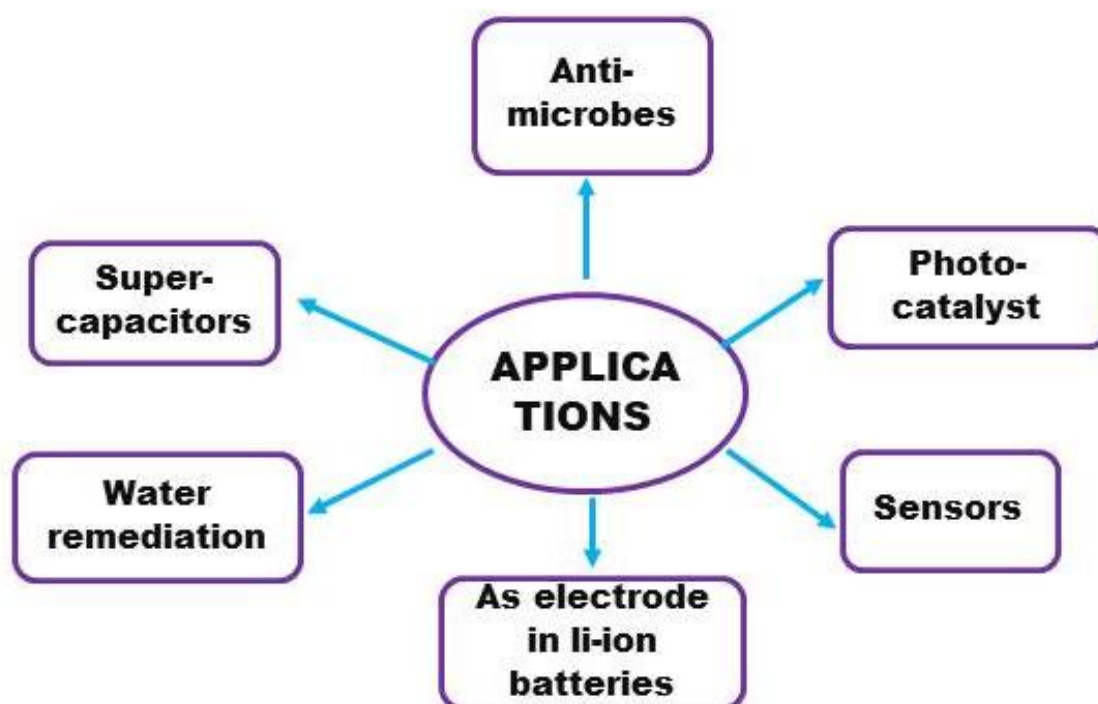 Anti-
microbes
Super-
capacitors
Photo-
catalyst
APPLICA
TIONS
Water
remediation
Sensors
As electrode
in li-ion
batteries